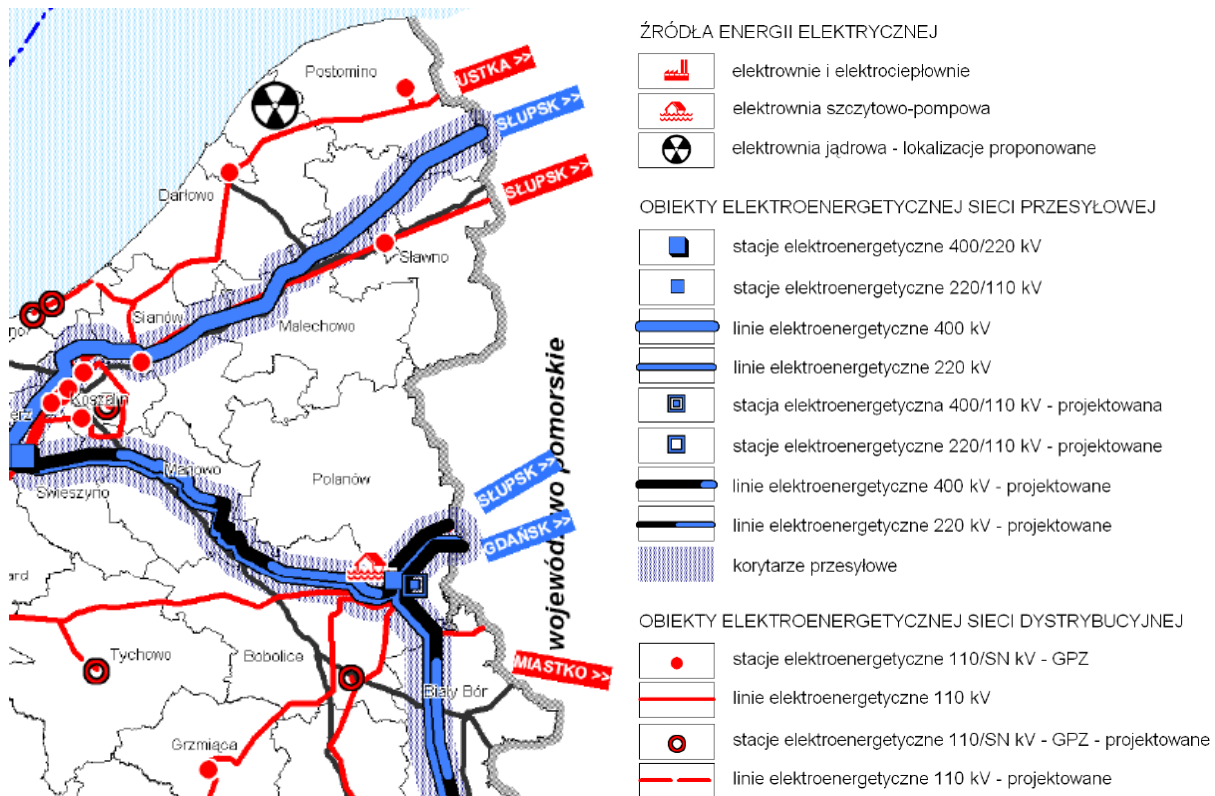 Postomino
USTKA >>
SŁUPSK >>
Darłowo
SŁUPSK >>
Sławno
Sianów
Malechowo
Koszalin
województwo pomorskie
Manowo
Polanów
Świeszyno
SŁUPSK >>
GDAŃSK >>
Tychowo
Bobolice
MIASTKO >>
Biały Bór
Grzmiąca
ŹRÓDŁA ENERGII ELEKTRYCZNEJ
elektrownie i elektrociepłownie
elektrownia szczytowo-pompowa
elektrownia jądrowa - lokalizacje proponowane
OBIEKTY ELEKTROENERGETYCZNEJ SIECI PRZESYŁOWEJ
stacje elektroenergetyczne 400/220 kV
stacje elektroenergetyczne 220/110 kV
linie elektroenergetyczne 400 kV
linie elektroenergetyczne 220 kV
stacja elektroenergetyczna 400/110 kV - projektowana
stacje elektroenergetyczne 220/110 kV - projektowane
linie elektroenergetyczne 400 kV - projektowane
linie elektroenergetyczne 220 kV - projektowane
korytarze przesyłowe
OBIEKTY ELEKTROENERGETYCZNEJ SIECI DYSTRYBUCYJNEJ
stacje elektroenergetyczne 110/SN kV - GPZ
linie elektroenergetyczne 110 kV
stacje elektroenergetyczne 110/SN kV - GPZ - projektowane
linie elektroenergetyczne 110 kV - projektowane